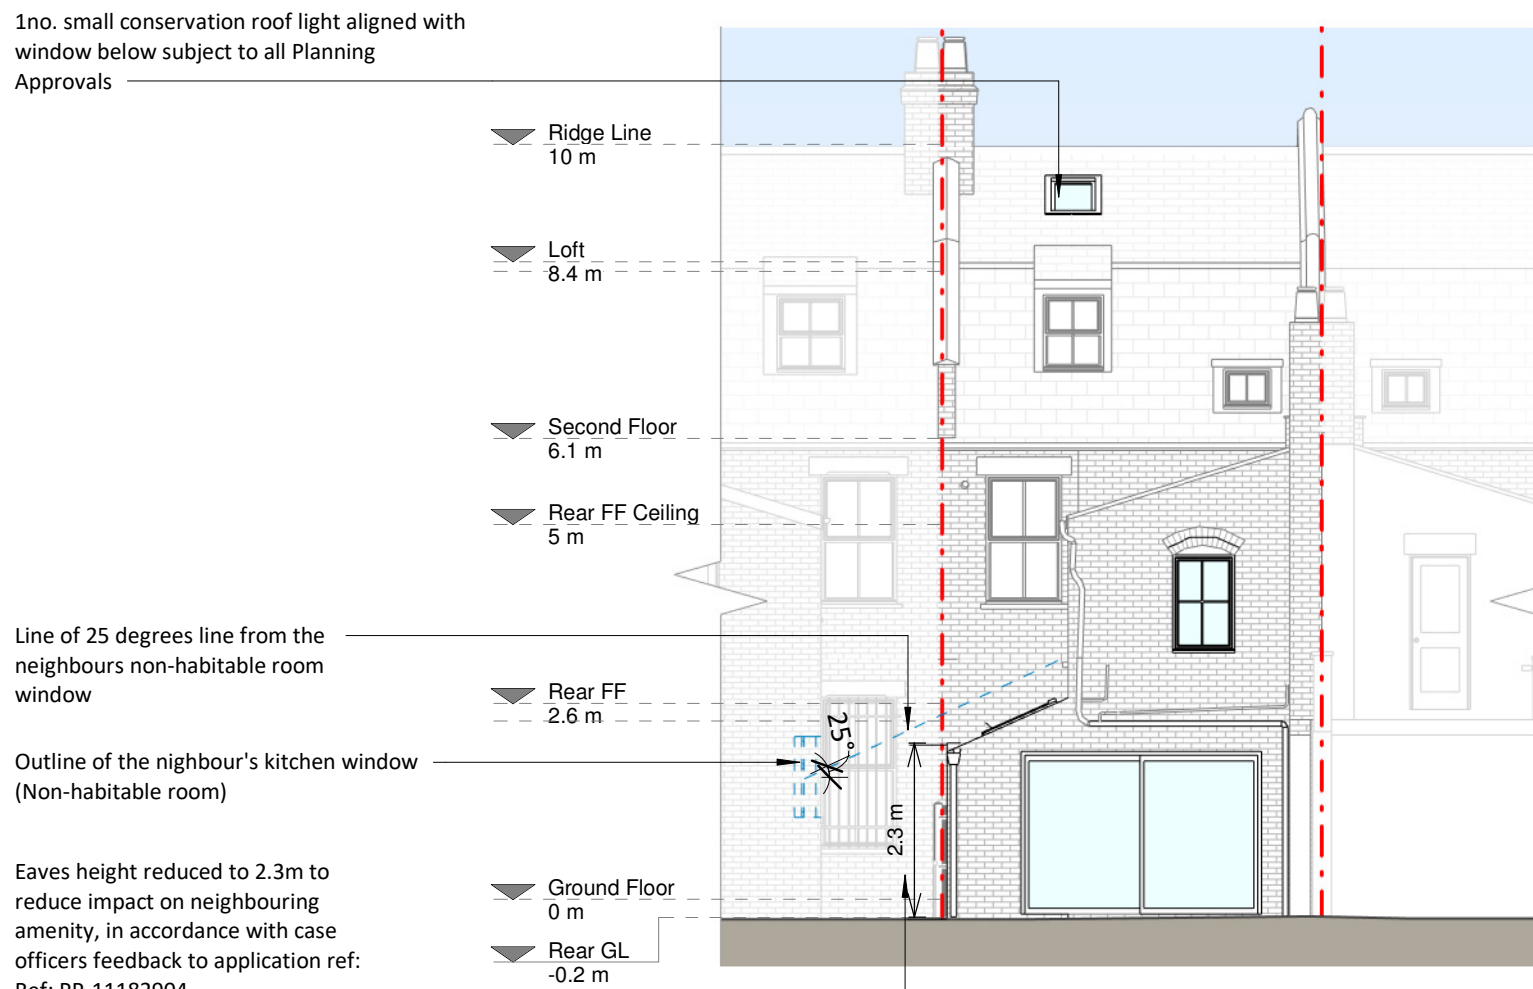 1no. small conservation roof light aligned with
window below subject to all Planning
Approvals
Ridge Line
10 m
Loft
8.4 m
Second Floor
6.1 m
Rear FF Ceiling
5 m
Line of 25 degrees line from the
neighbours non-habitable room
window
Rear FF
2.6 m
25°
Outline of the nighbour's kitchen window
(Non-habitable room)
2.3 m
Eaves height reduced to 2.3m to
reduce impact on neighbouring
amenity, in accordance with case
officers feedback to application ref:
Ref: PP-11182904
Ground Floor
0 m
Rear GL
-0.2 m